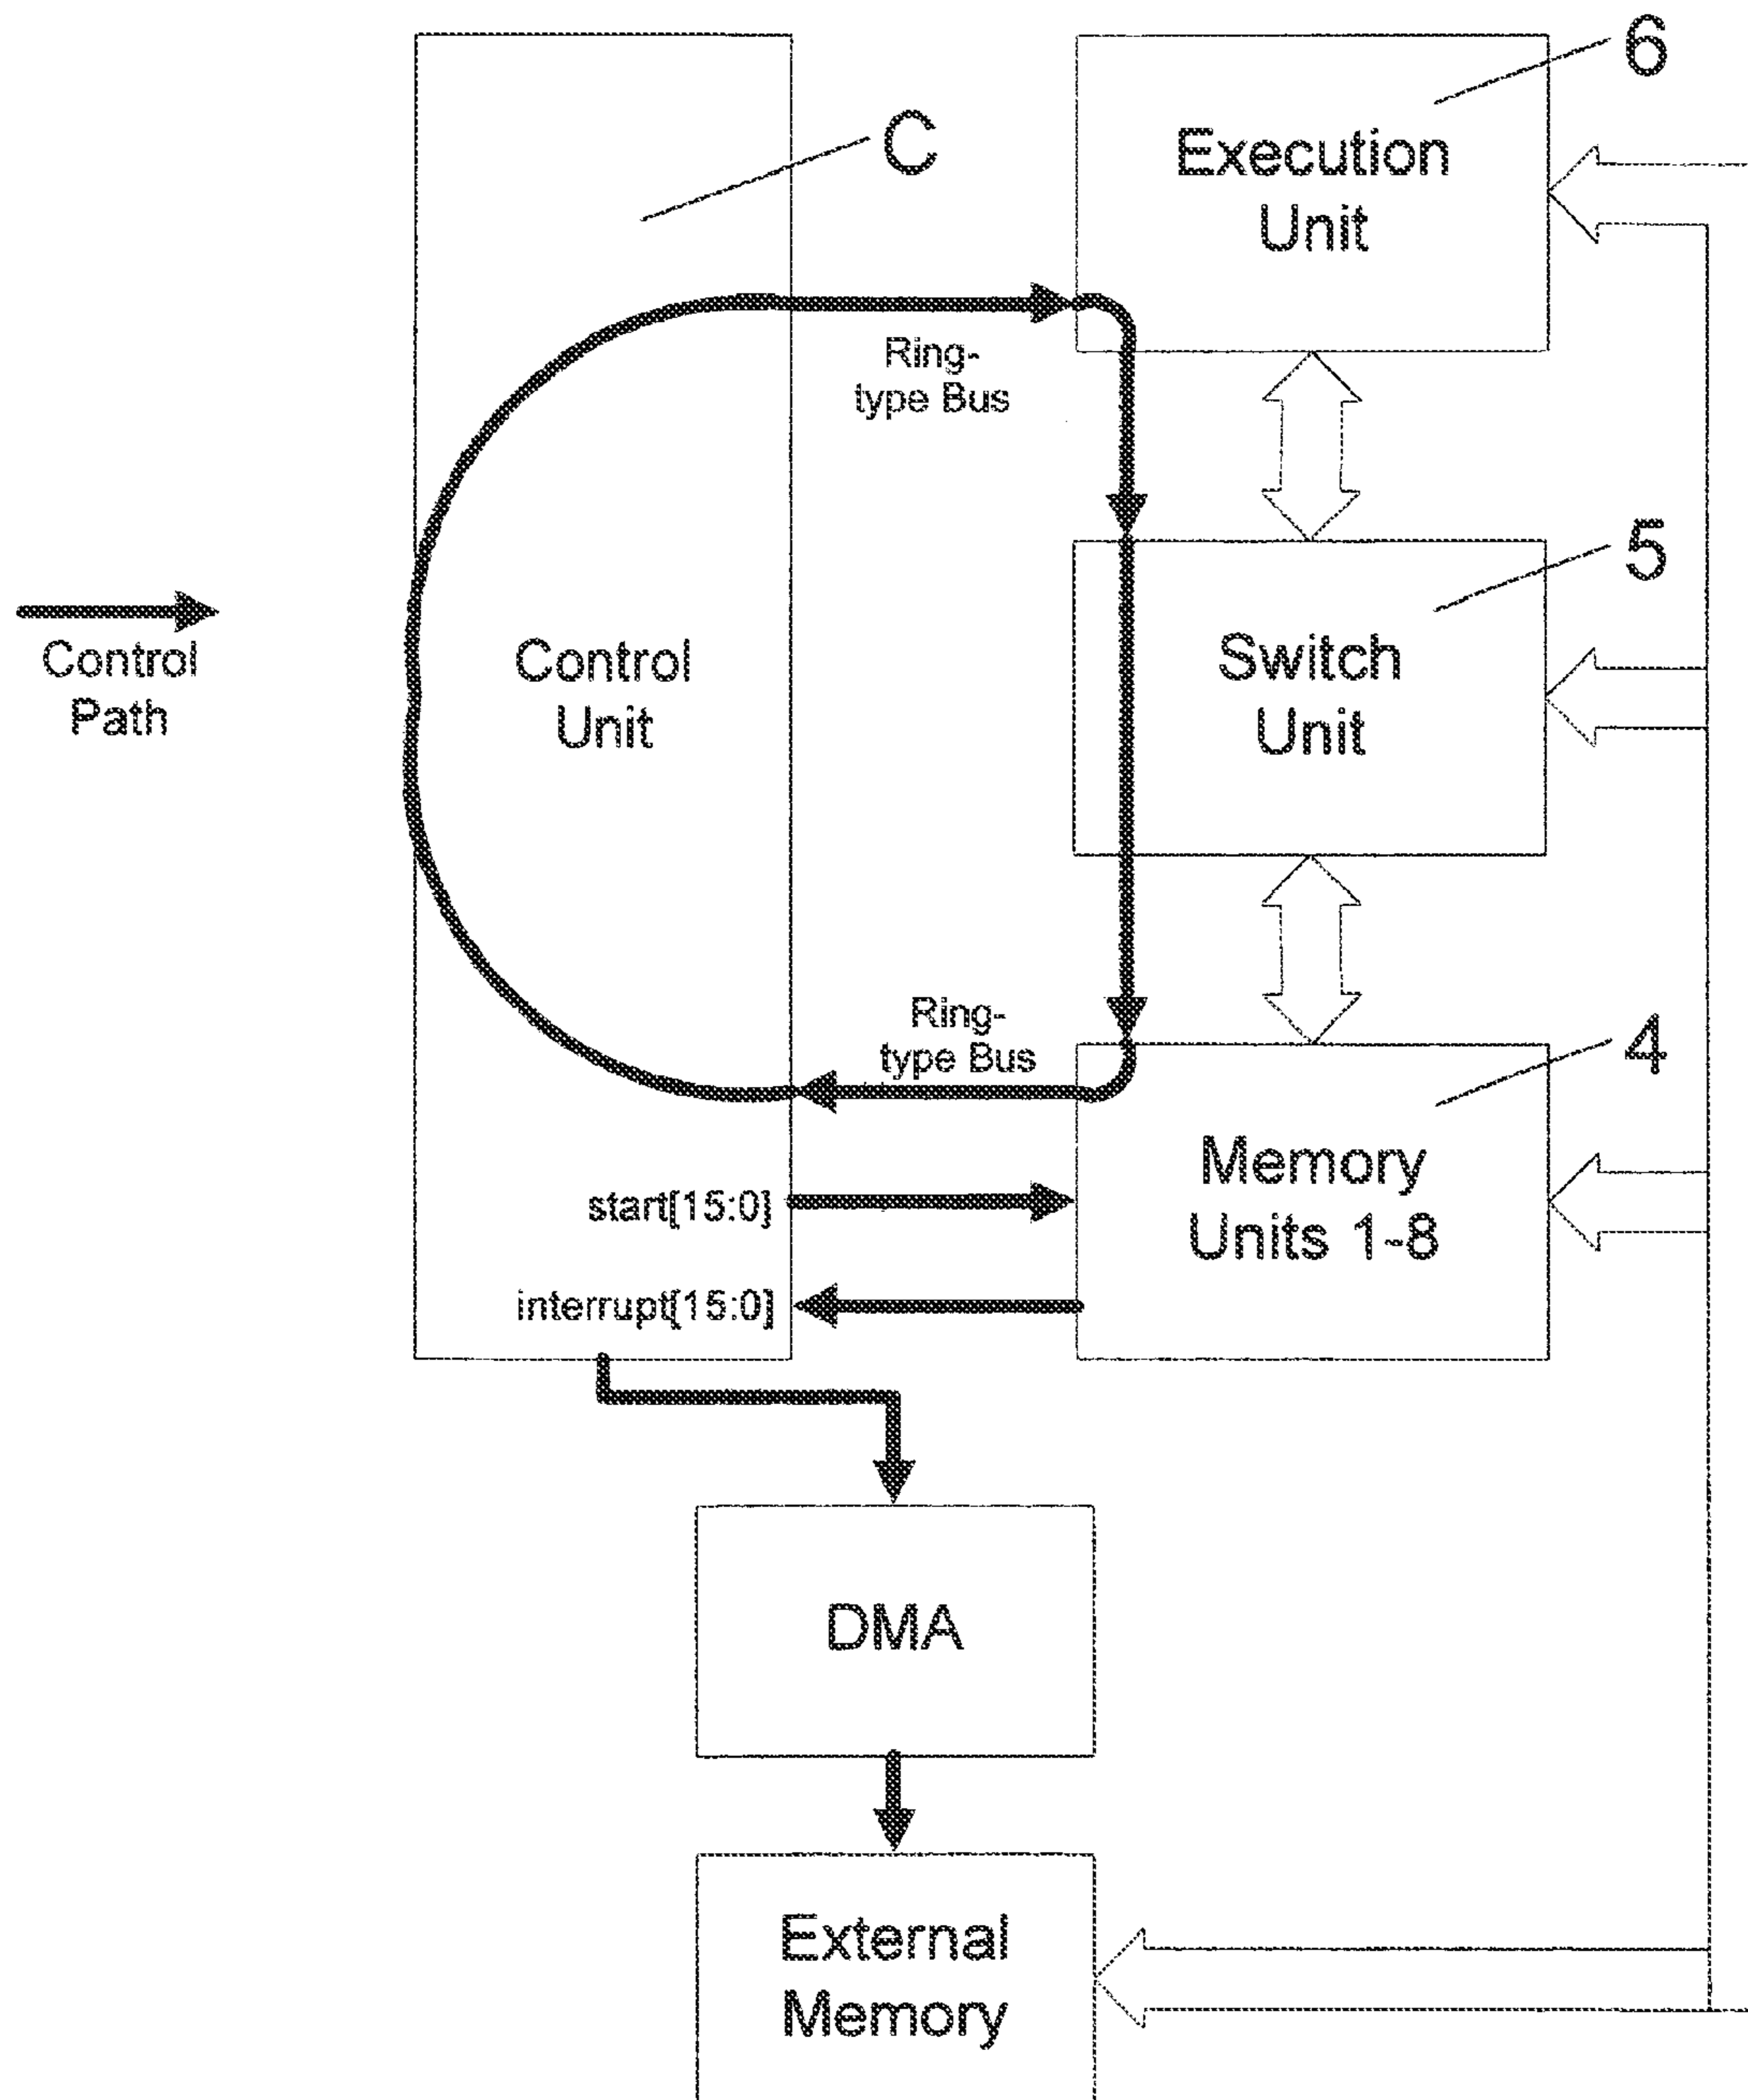 6
C
Execution
Unit
Ring-
type Bus
5
Control
Path
Control
Unit
Switch
Unit
Ring-
type Bus
4
Memory
Units 1-8
start[15:0]
interrupt[15:0]
DMA
External
Memory